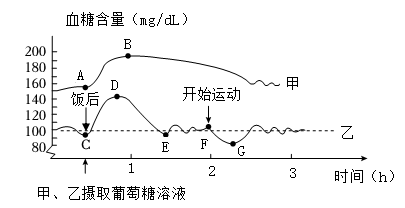 血糖含量(mg/dL)
200
180
160
140
120
100
80
A
B
甲
饭后
D
开始运动
C
E
F
G
乙
1
2
3
时间(h)
甲、乙摄取葡萄糖溶液